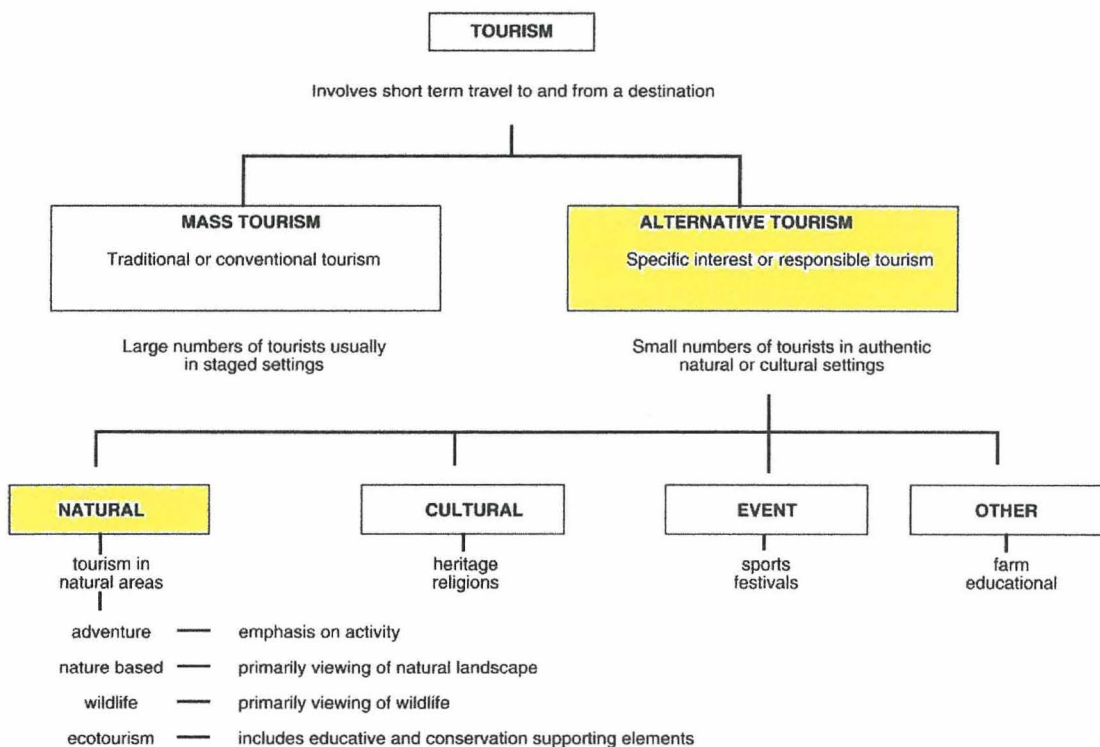 TOURISM
Involves short term travel to and from a destination
MASS TOURISM
Traditional or conventional tourism
ALTERNATIVE TOURISM
Specific interest or responsible tourism
Large numbers of tourists usually
in staged settings
Small numbers of tourists in authentic
natural or cultural settings
NATURAL
CULTURAL
EVENT
OTHER
tourism in
natural areas
heritage
religions
sports
festivals
farm
educational
adventure — emphasis on activity
nature based — primarily viewing of natural landscape
wildlife — primarily viewing of wildlife
ecotourism — includes educative and conservation supporting elements